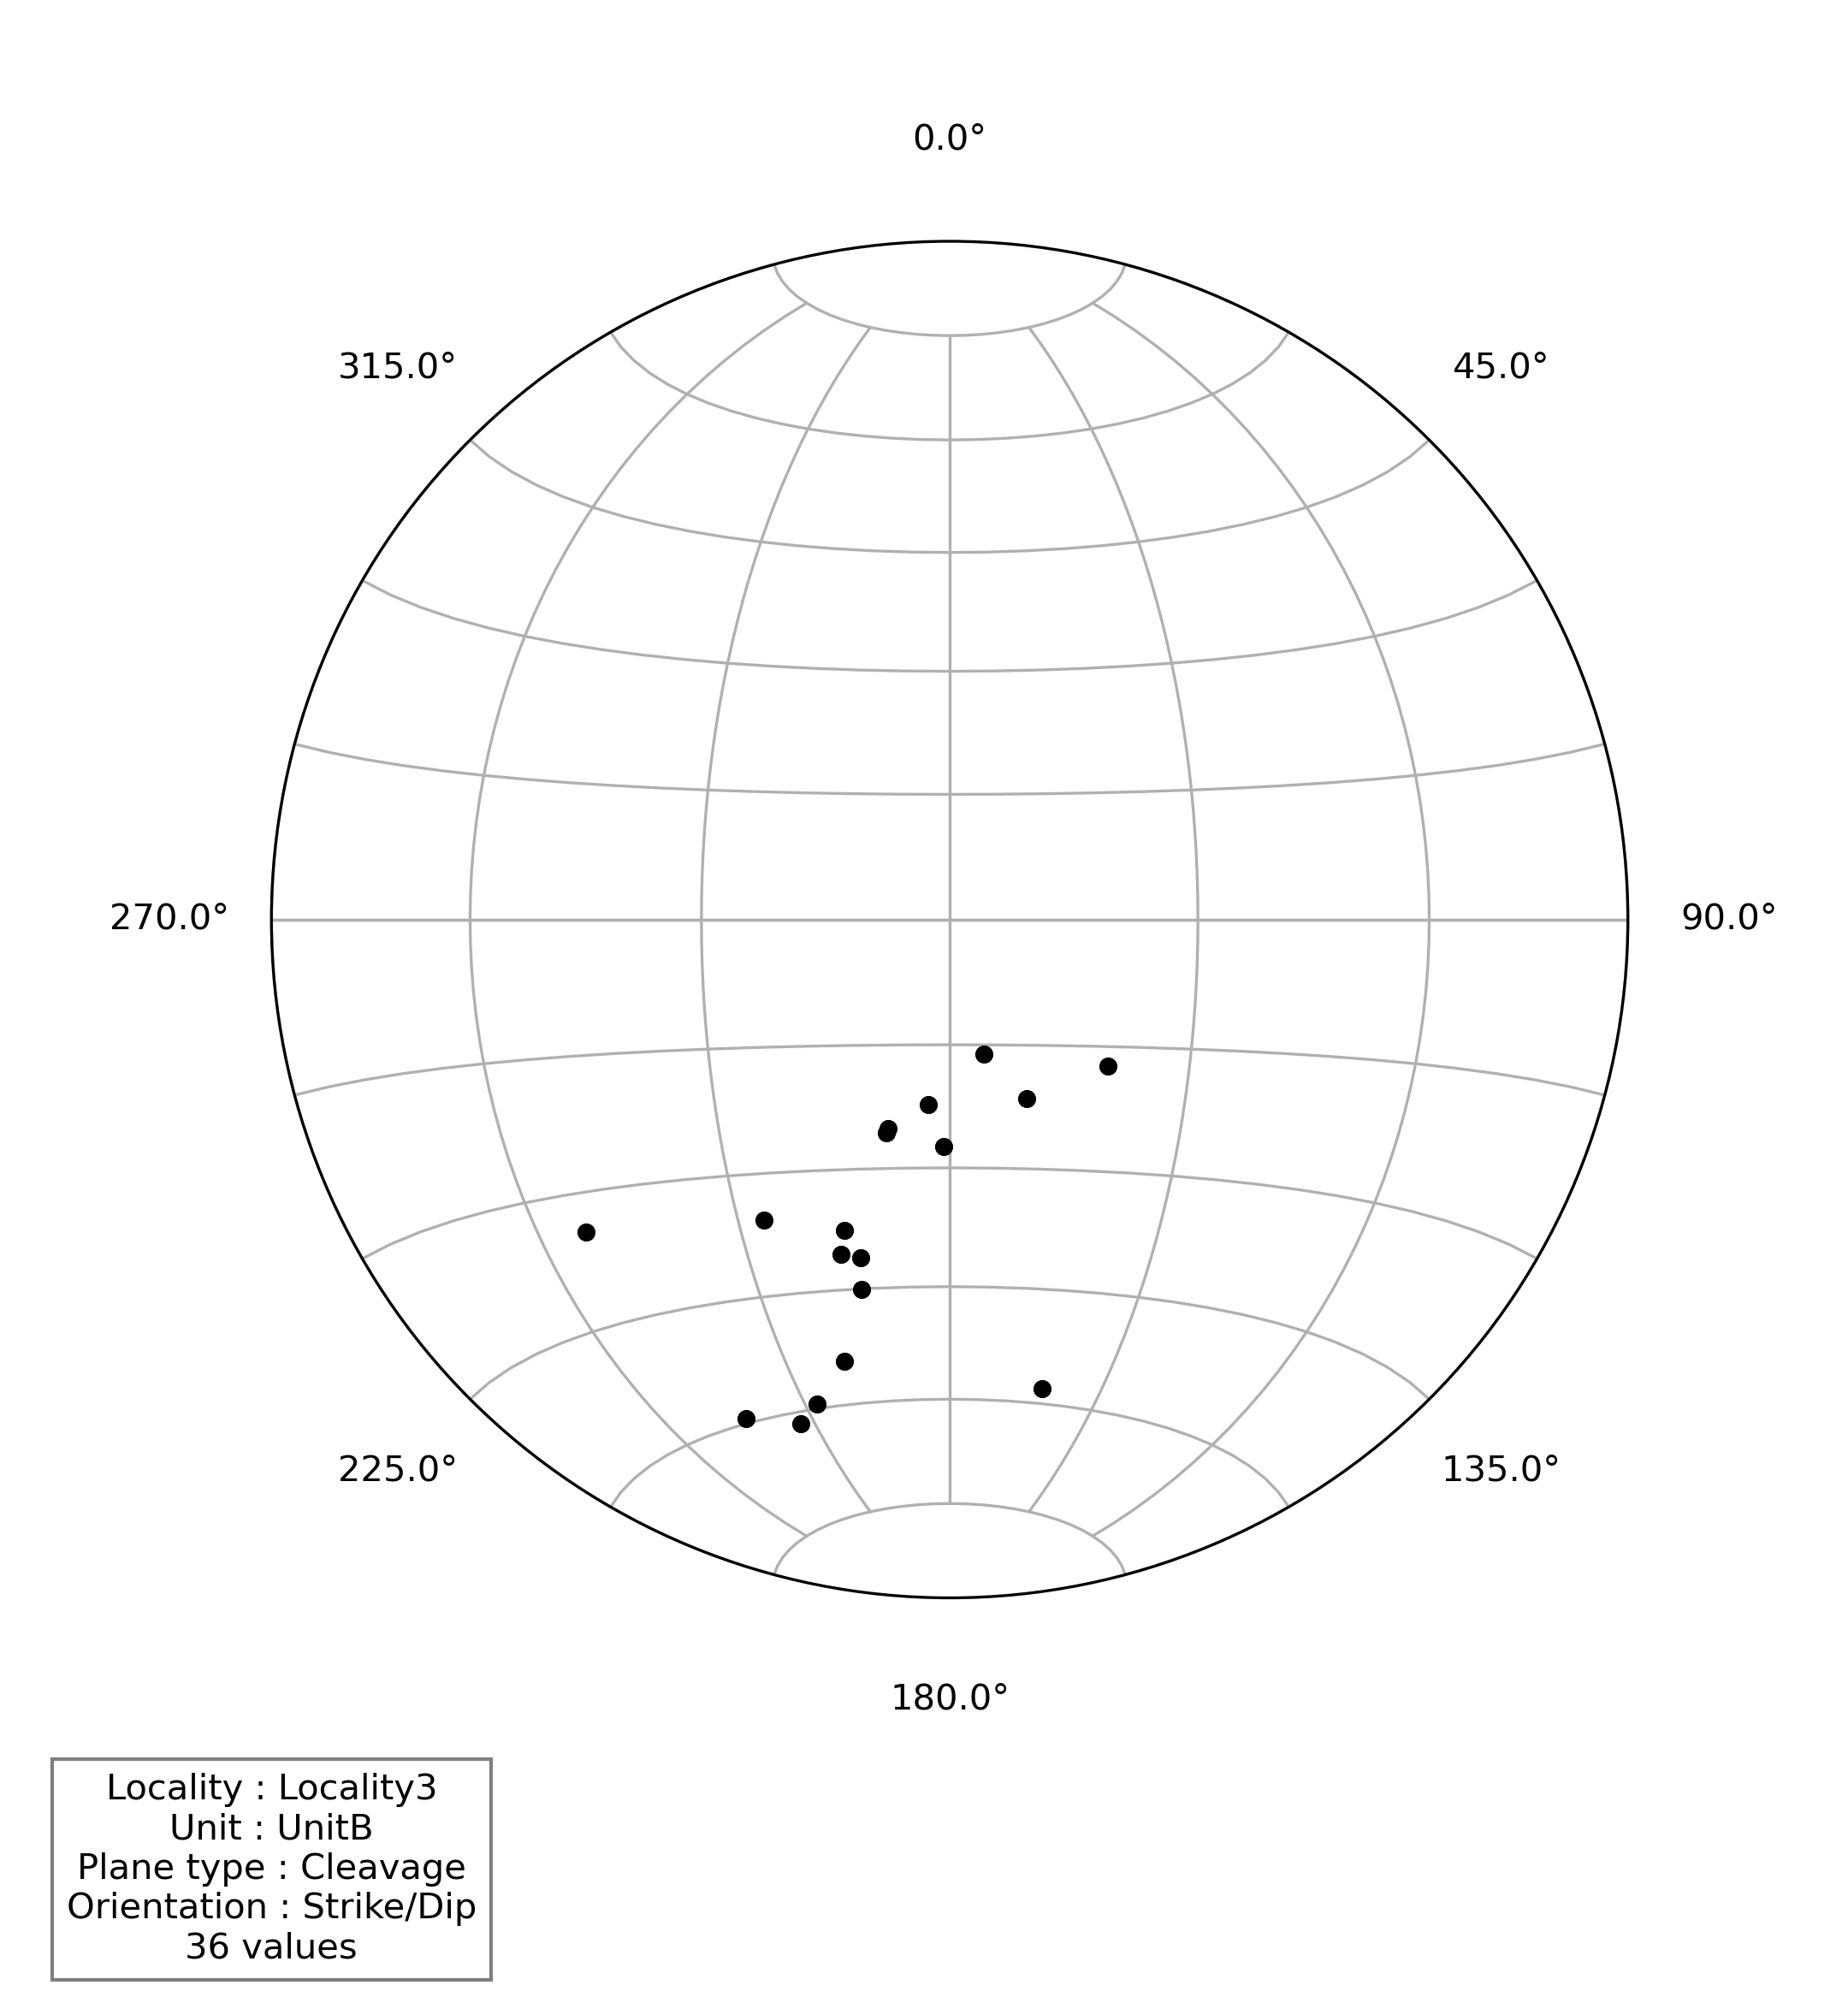 0.0°
315.0°
45.0°
270.0°
90.0°
225.0°
135.0°
180.0°
Locality : Locality3
Unit : UnitB
Plane type : Cleavage
Orientation : Strike/Dip
36 values